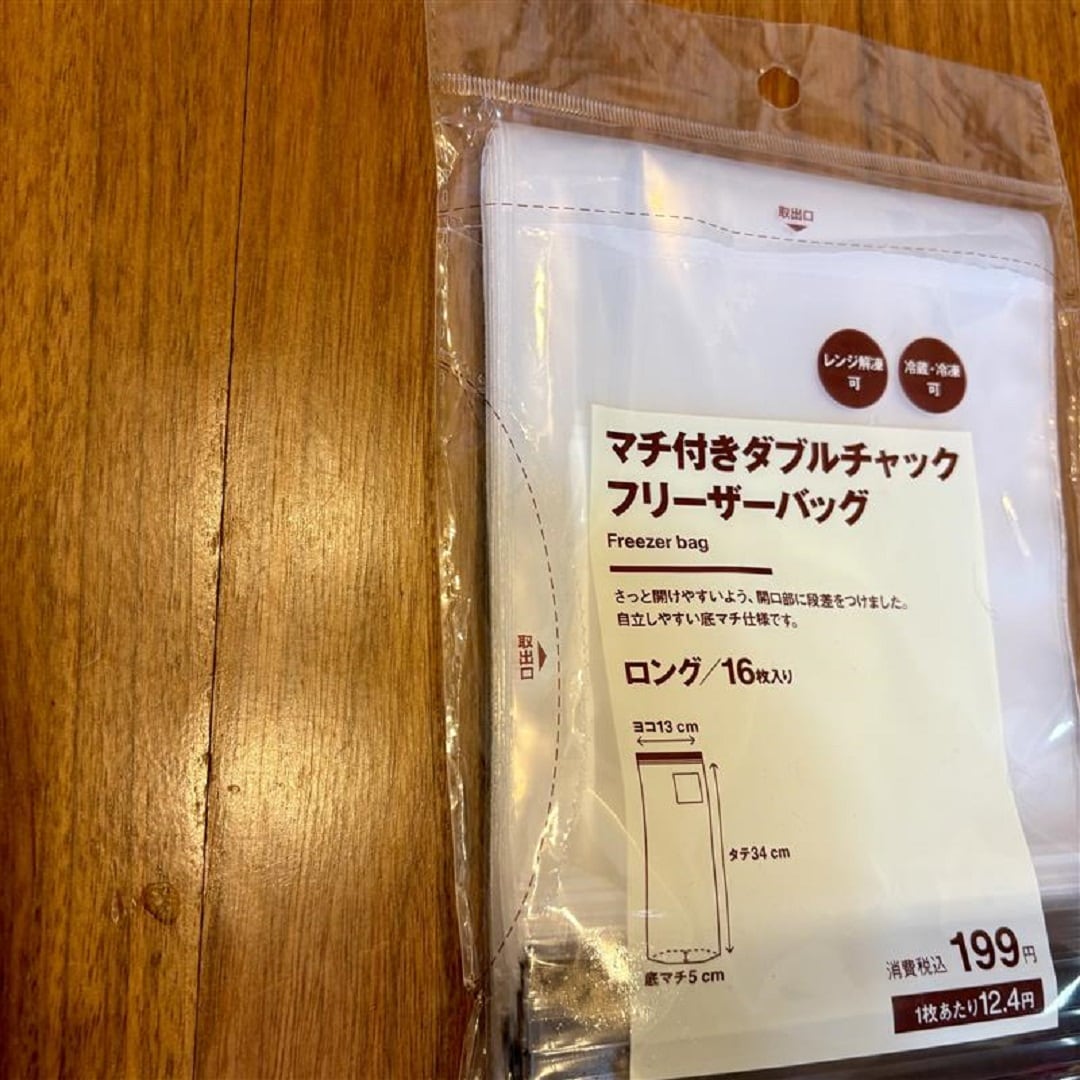 取出口
レンジ解凍
可
冷蔵・冷凍
可
マチ付きダブルチャック
フリーザーバッグ
Freezer bag
さっと開けやすいよう、開口部に段差をつけました。
自立しやすい底マチ仕様です。
取出口
ロング/16枚入り
ヨコ13 cm
タテ34 cm
底マチ5 cm
消費税込 199円
1枚あたり12.4円